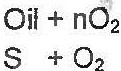 Oil + nO₂
S + O₂